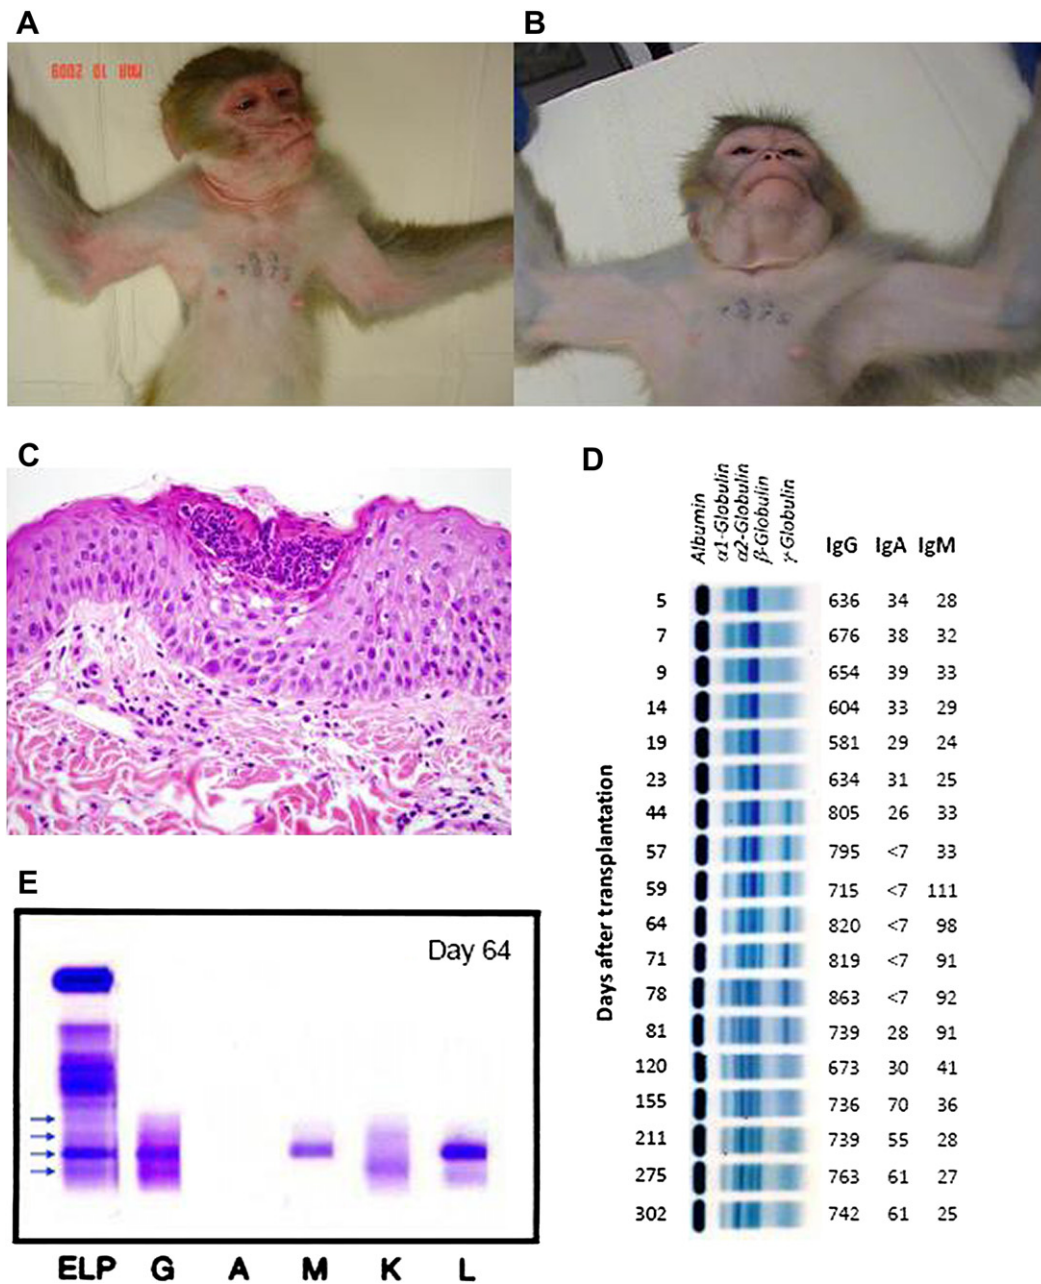 A
B
MAR 10 2009
C
D
Albumin
α1-Globulin
α2-Globulin
β-Globulin
γ Globulin
IgG IgA IgM
Days after transplantation
5 636 34 28
7 676 38 32
9 654 39 33
14 604 33 29
19 581 29 24
23 634 31 25
44 805 26 33
57 795 <7 33
59 715 <7 111
64 820 <7 98
71 819 <7 91
78 863 <7 92
81 739 28 91
120 673 30 41
155 736 70 36
211 739 55 28
275 763 61 27
302 742 61 25
E
Day 64
ELP G A M K L